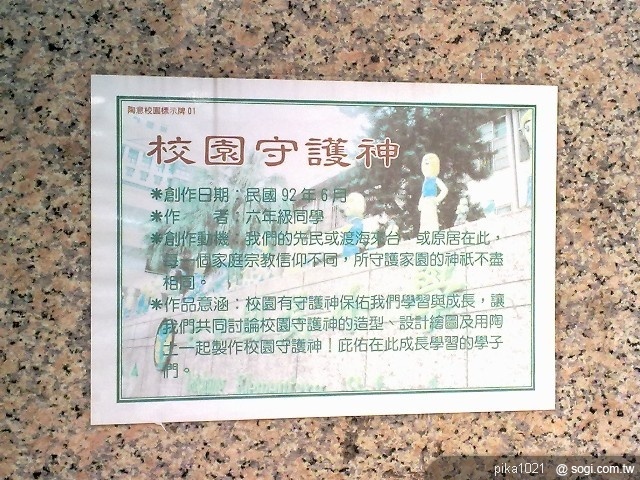 陶意校園標示牌 01
校園守護神
＊創作日期：民國 92 年 6 月
＊作　　者：六年級同學
＊創作動機：我們的先民或渡海來台，或原居在此，
每一個家庭宗教信仰不同，所守護家園的神祇不盡
相同。
＊作品意涵：校園有守護神保佑我們學習與成長，讓
我們共同討論校園守護神的造型、設計繪圖及用陶
土一起製作校園守護神！庇佑在此成長學習的學子
們。
pika1021 @ sogi.com.tw